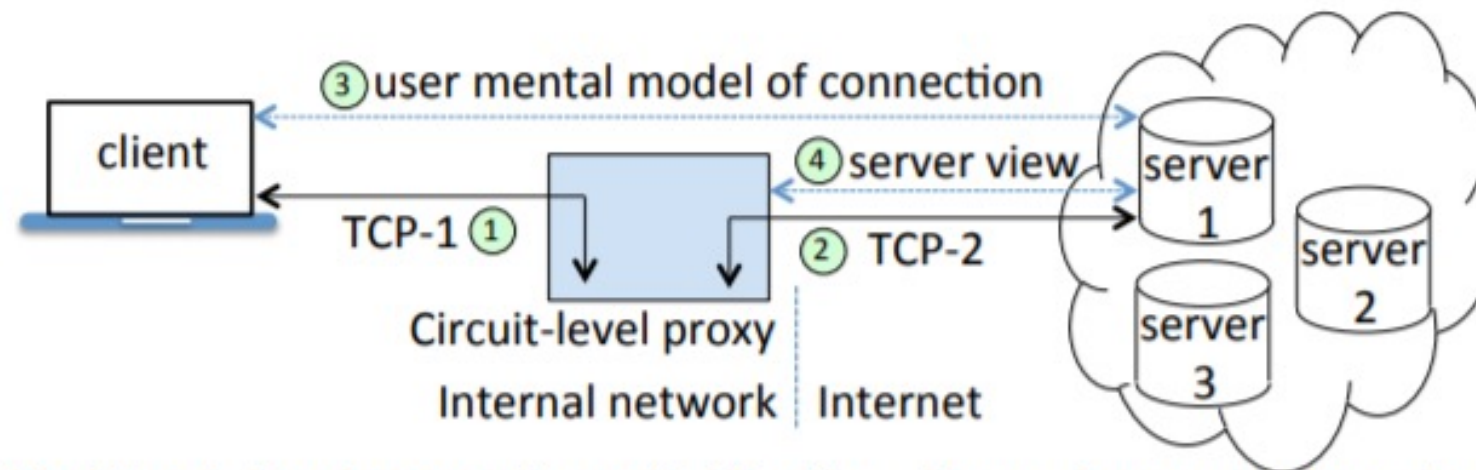 3 user mental model of connection
client
4 server view
server
1
TCP-1 1
2 TCP-2
server
2
Circuit-level proxy
server
3
Internal network Internet